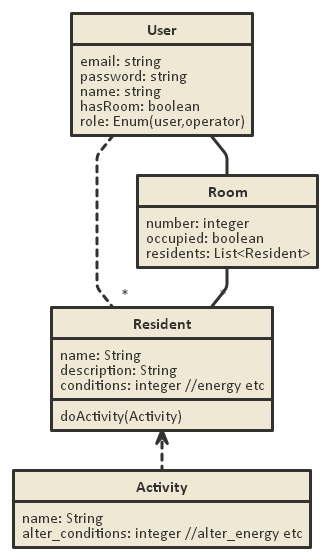 User
email: string
password: string
name: string
hasRoom: boolean
role: Enum(user,operator)
Room
number: integer
occupied: boolean
residents: List<Resident>
*
*
Resident
name: String
description: String
conditions: integer //energy etc
doActivity(Activity)
Activity
name: String
alter_conditions: integer //alter_energy etc